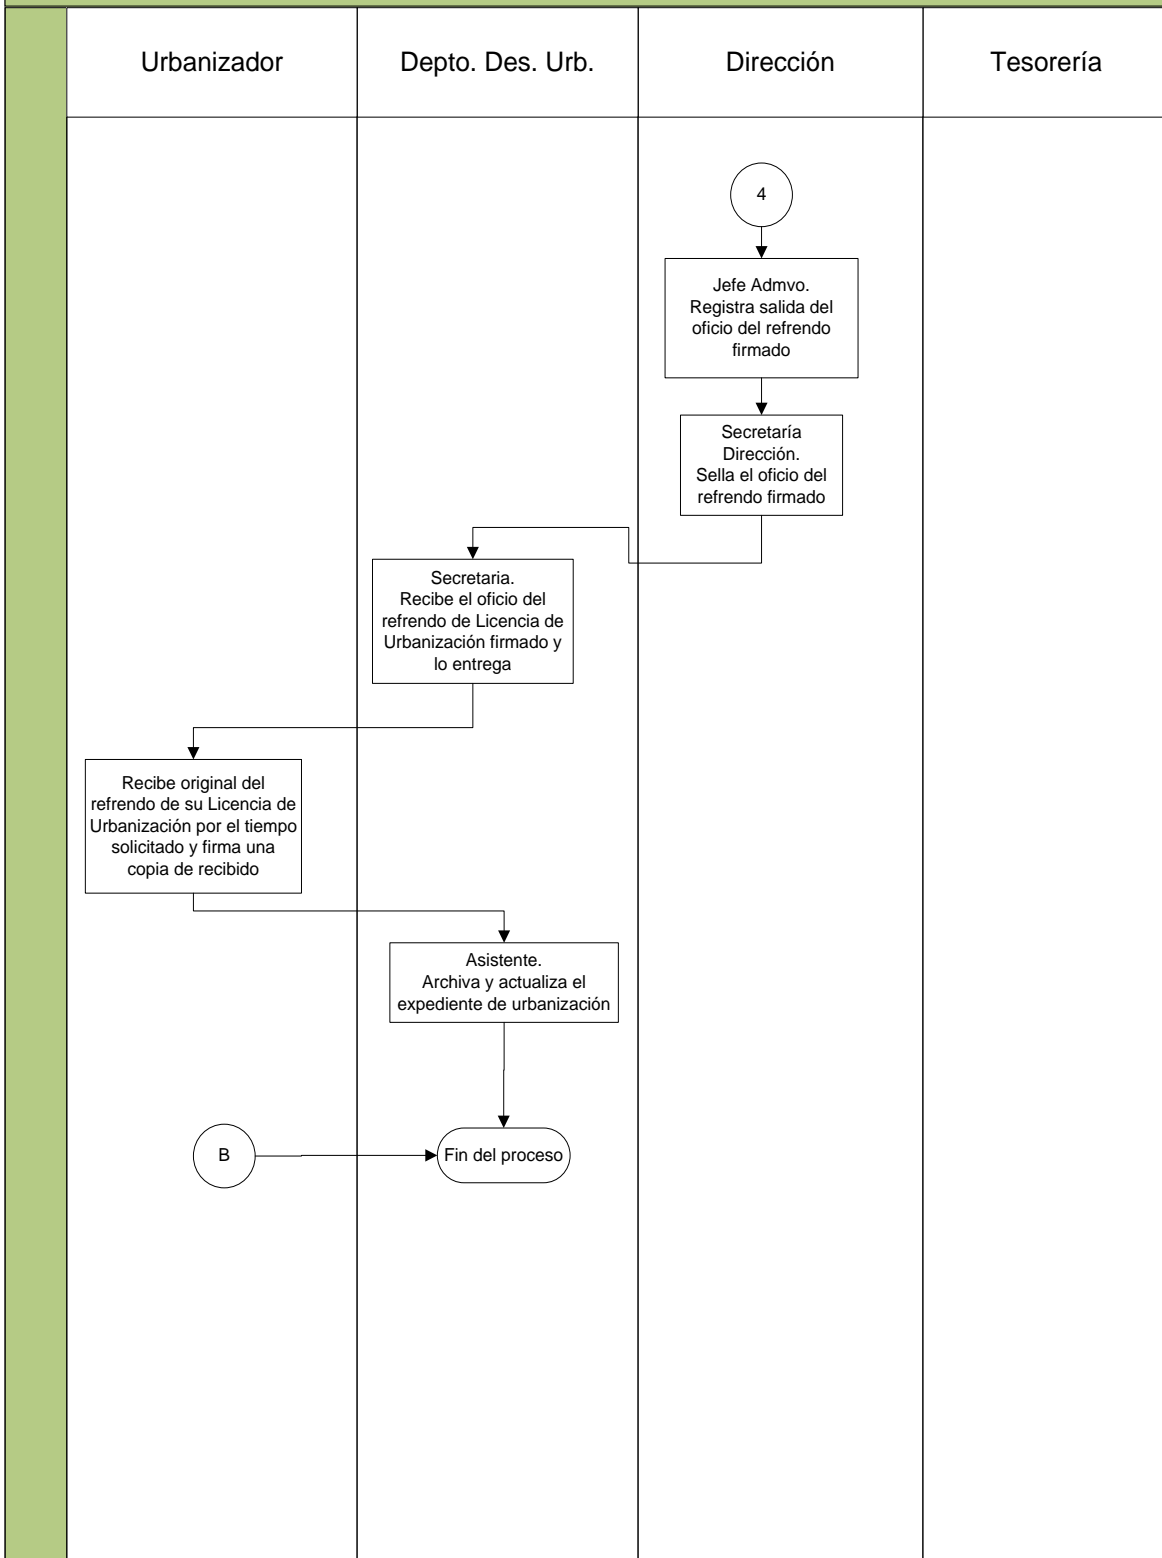 Urbanizador
Depto. Des. Urb.
Dirección
Tesorería
4
Jefe Admvo.
Registra salida del
oficio del refrendo
firmado
Secretaría
Dirección.
Sella el oficio del
refrendo firmado
Secretaria.
Recibe el oficio del
refrendo de Licencia de
Urbanización firmado y
lo entrega
Recibe original del
refrendo de su Licencia de
Urbanización por el tiempo
solicitado y firma una
copia de recibido
Asistente.
Archiva y actualiza el
expediente de urbanización
B
Fin del proceso